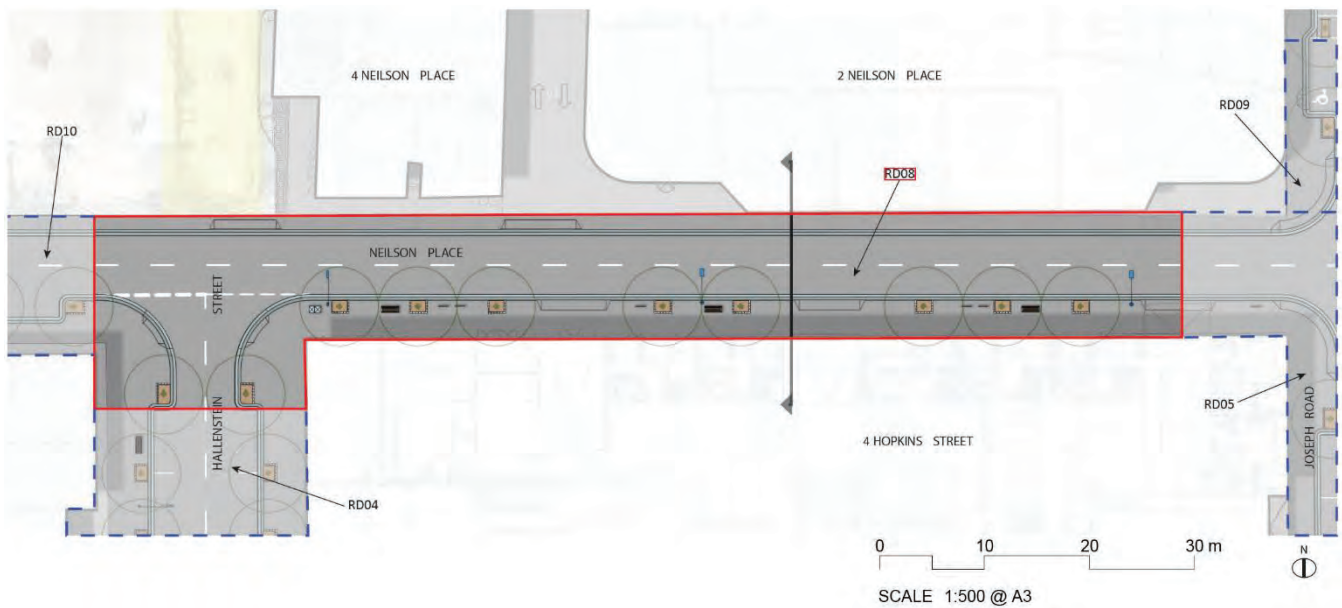 4 NEILSON PLACE
2 NEILSON PLACE
RD10
RD09
RD08
NEILSON PLACE
HALLENSTEIN STREET
RD05
JOSEPH ROAD
4 HOPKINS STREET
RD04
0 10 20 30 m
SCALE 1:500 @ A3
N